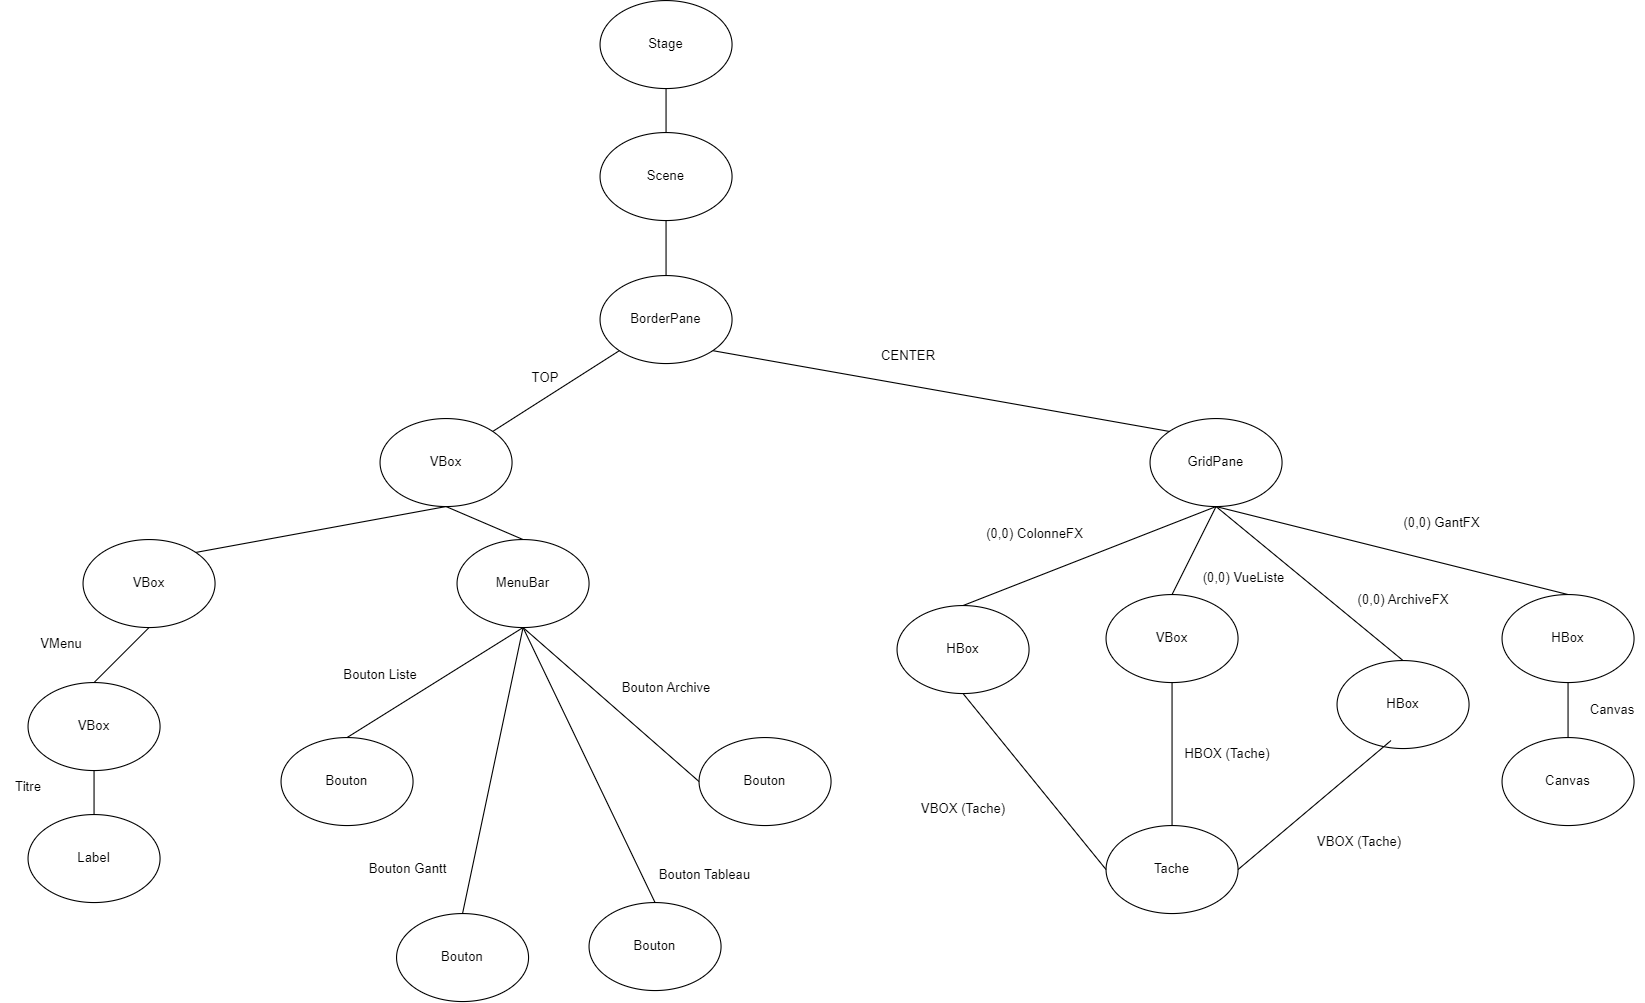 Stage
Scene
BorderPane
TOP
CENTER
VBox
GridPane
(0,0) GantFX
(0,0) ColonneFX
VBox
MenuBar
(0,0) VueListe
(0,0) ArchiveFX
HBox
VBox
HBox
HBox
VMenu
Bouton Liste
Bouton Archive
Canvas
VBox
HBOX (Tache)
Titre
Bouton
Bouton
Canvas
VBOX (Tache)
VBOX (Tache)
Label
Bouton Gantt
Bouton Tableau
Tache
Bouton
Bouton